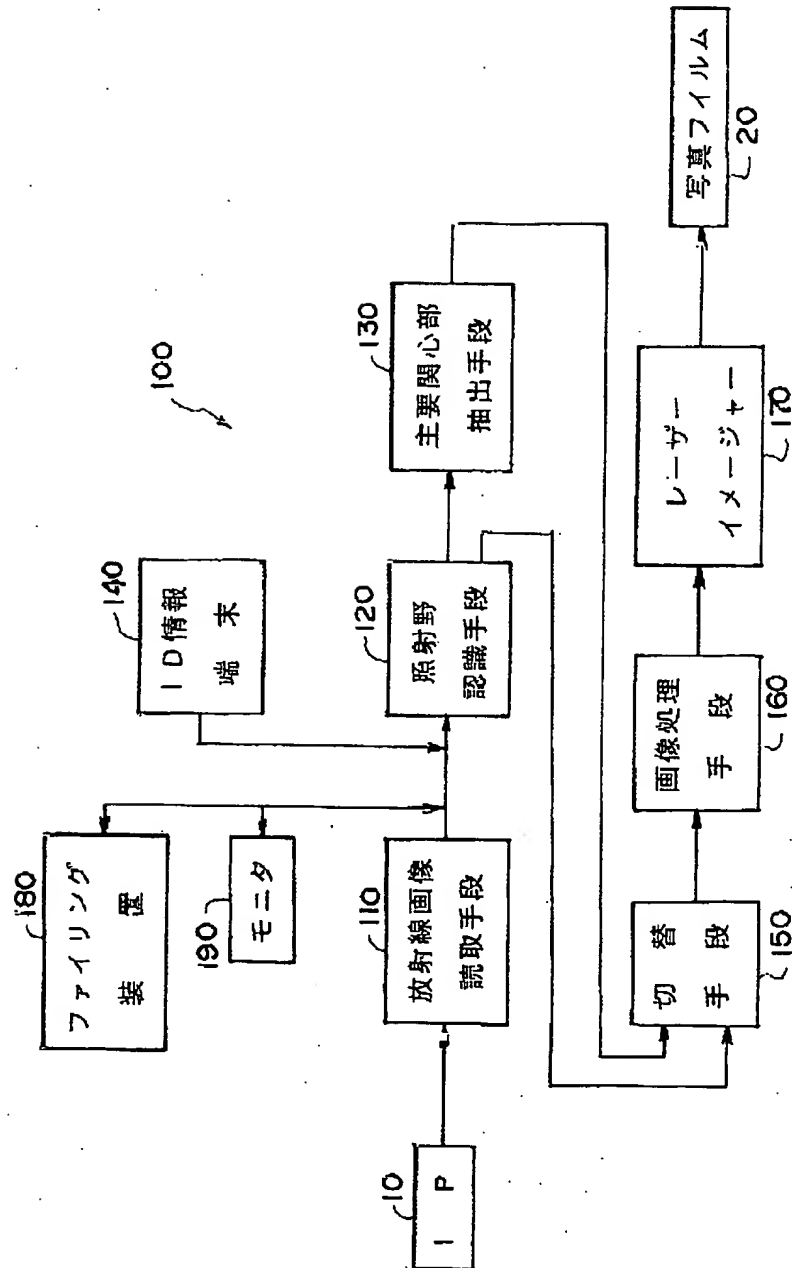 100
180
ファイリング
装置
190
モニタ
140
ID情報
端末
10
IP
110
放射線画像
読取手段
120
照射野
認識手段
130
主要関心部
抽出手段
切替
手段
150
画像処理
手段
160
レーザー
イメージャー
170
写真フイルム
20